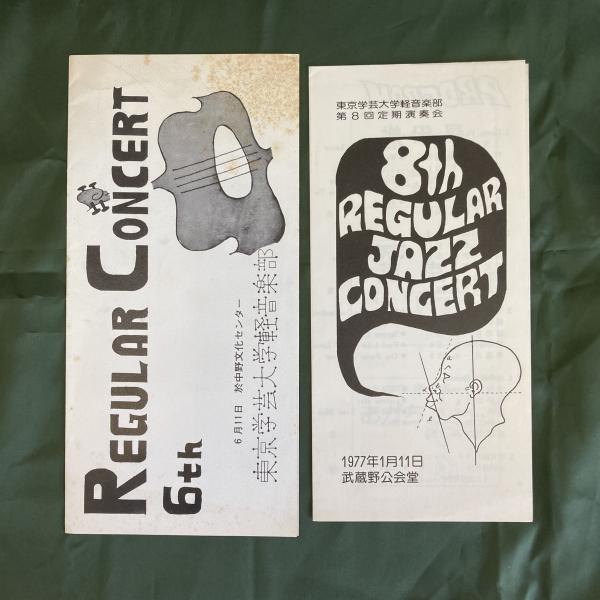 REGULAR CONCERT
6th
6月11日 於中野文化センター
東京学芸大学軽音楽部
東京学芸大学軽音楽部
第8回定期演奏会
8th
REGULAR
JAZZ
CONCERT
1977年1月11日
武蔵野公会堂